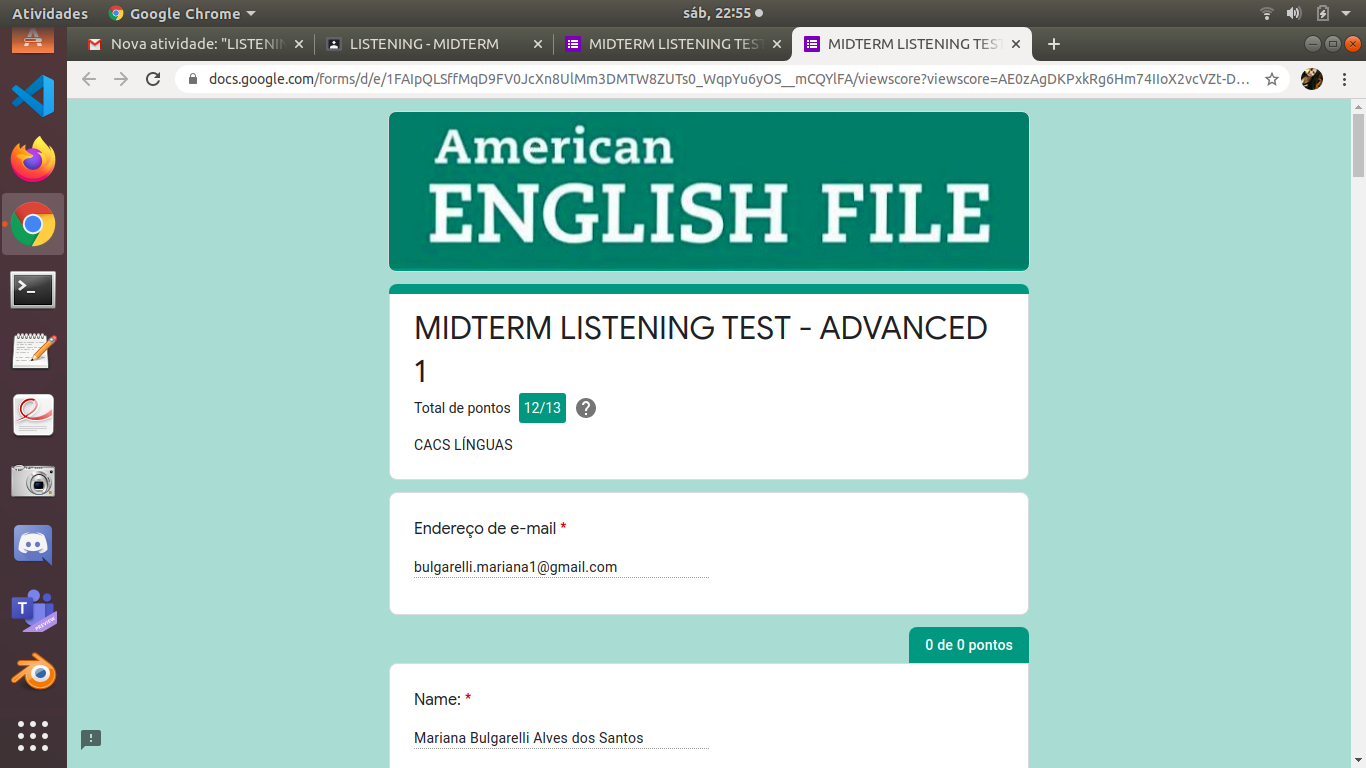 Atividades
Google Chrome
sáb, 22:55
Nova atividade: "LISTENIN
LISTENING - MIDTERM
MIDTERM LISTENING TEST
MIDTERM LISTENING TEST
docs.google.com/forms/d/e/1FAIpQLSffMqD9FV0JcXn8UlMm3DMTW8ZUTs0_WqpYu6yOS__mCQYlFA/viewscore?viewscore=AE0zAgDKPxkRg6Hm74IIoX2vcVZt-D...
American
ENGLISH FILE
MIDTERM LISTENING TEST - ADVANCED
1
Total de pontos 12/13
CACS LÍNGUAS
Endereço de e-mail *
bulgarelli.mariana1@gmail.com
0 de 0 pontos
Name: *
Mariana Bulgarelli Alves dos Santos
PREVIEW